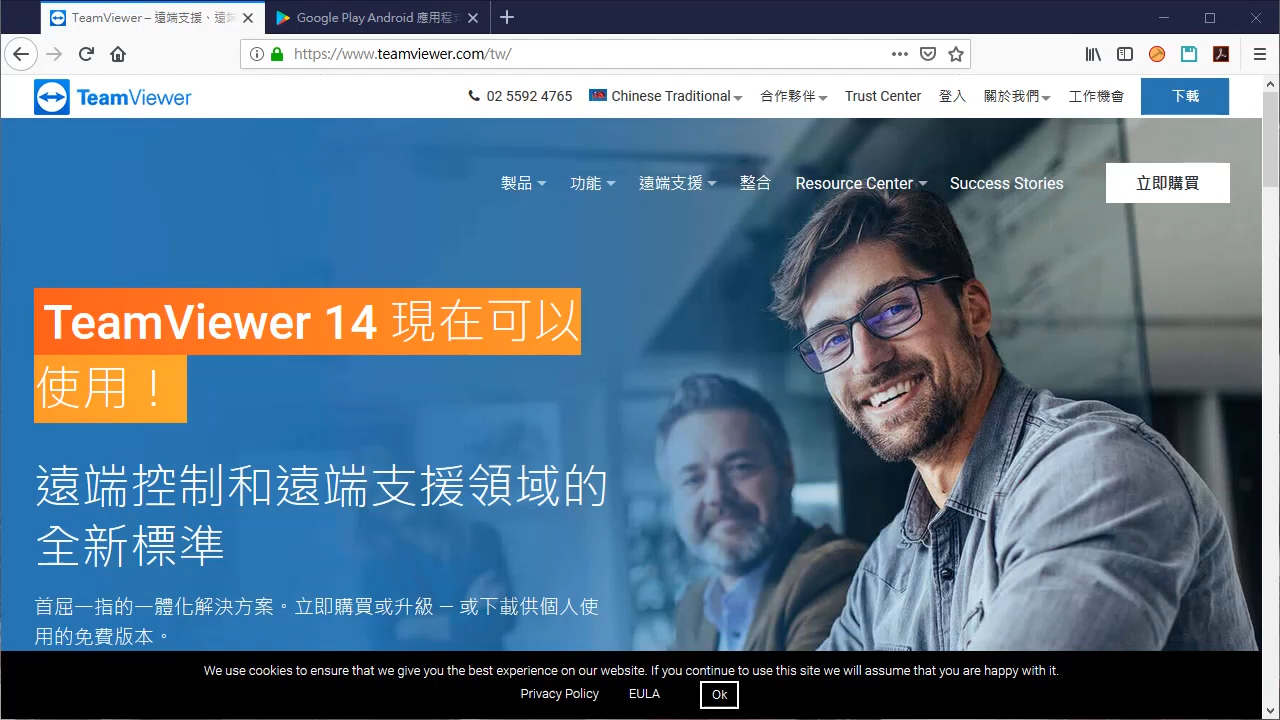 TeamViewer – 遠端支援、遠端
Google Play Android 應用程式
https://www.teamviewer.com/tw/
TeamViewer
02 5592 4765
Chinese Traditional
合作夥伴
Trust Center
登入
關於我們
工作機會
下載
製品
功能
遠端支援
整合
Resource Center
Success Stories
立即購買
TeamViewer 14 現在可以
使用！
遠端控制和遠端支援領域的
全新標準
首屈一指的一體化解決方案。立即購買或升級 — 或下載供個人使
用的免費版本。
We use cookies to ensure that we give you the best experience on our website. If you continue to use this site we will assume that you are happy with it.
Privacy Policy
EULA
Ok